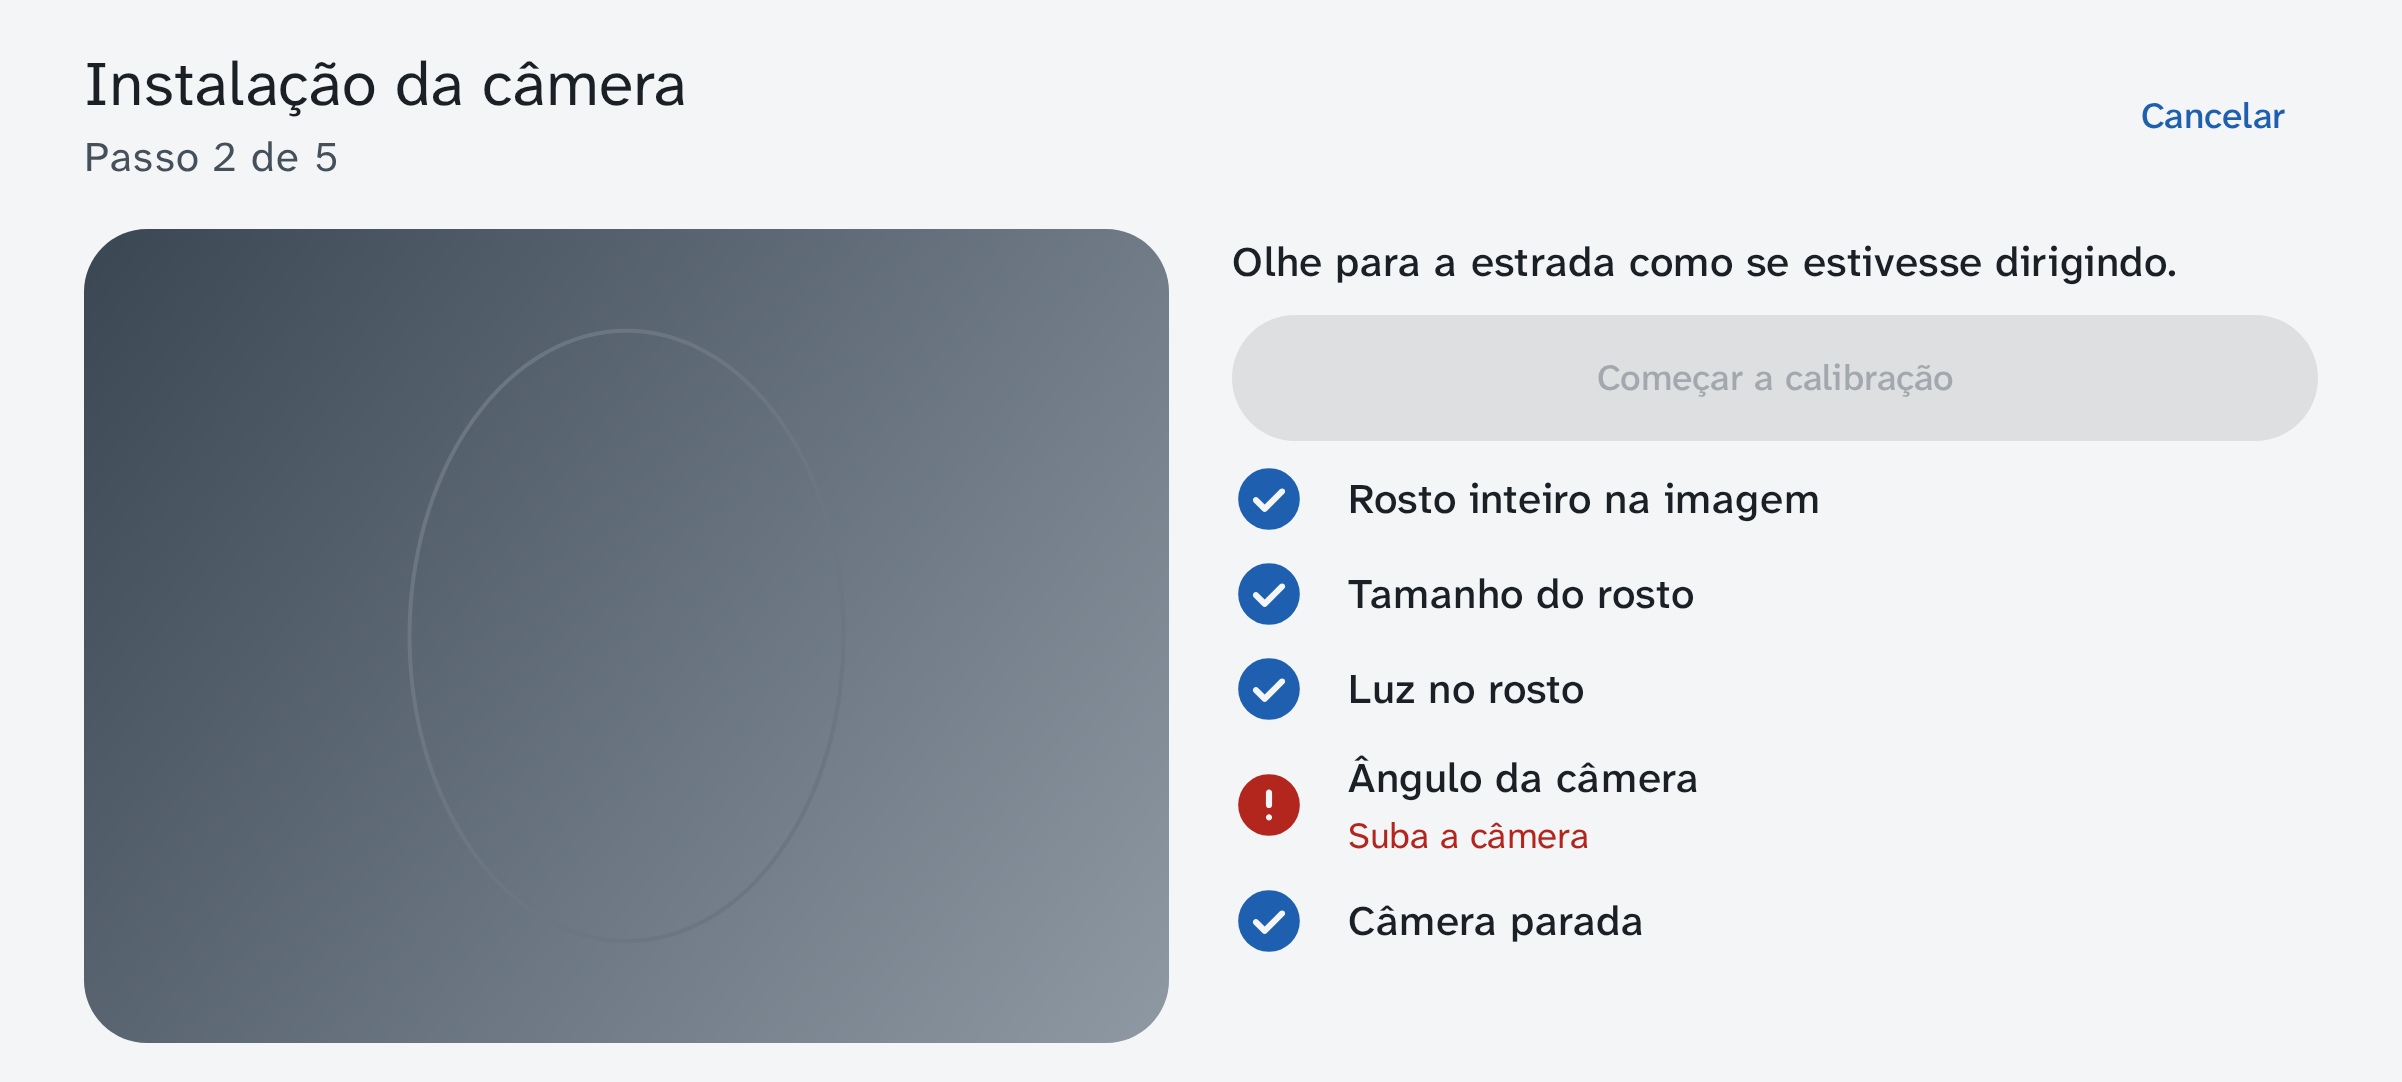 Instalação da câmera
Passo 2 de 5
Cancelar
Olhe para a estrada como se estivesse dirigindo.
Começar a calibração
Rosto inteiro na imagem
Tamanho do rosto
Luz no rosto
Ângulo da câmera
Suba a câmera
Câmera parada